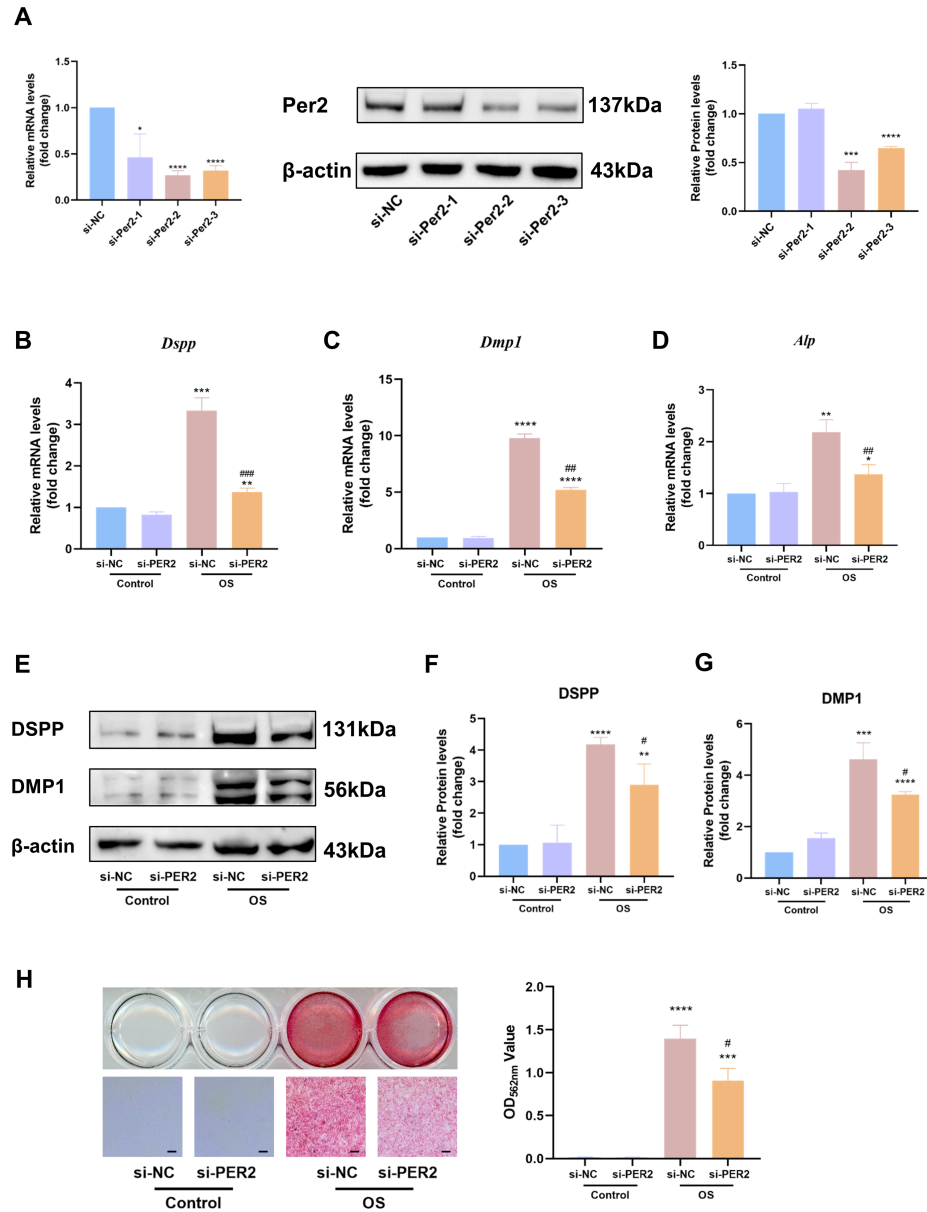 A
Relative mRNA levels
(fold change)
1.5
1.0
0.5
0.0
*
****
****
si-NC
si-Per2-1
si-Per2-2
si-Per2-3
Per2
137kDa
β-actin
43kDa
si-NC
si-Per2-1
si-Per2-2
si-Per2-3
Relative Protein levels
(fold change)
1.5
1.0
0.5
0.0
***
****
si-NC
si-Per2-1
si-Per2-2
si-Per2-3
B
Dspp
Relative mRNA levels
(fold change)
4
3
2
1
0
***
###
**
si-NC si-PER2 si-NC si-PER2
Control OS
C
Dmp1
Relative mRNA levels
(fold change)
15
10
5
0
****
##
****
si-NC si-PER2 si-NC si-PER2
Control OS
D
Alp
Relative mRNA levels
(fold change)
3
2
1
0
**
##
*
si-NC si-PER2 si-NC si-PER2
Control OS
E
DSPP 131kDa
DMP1 56kDa
β-actin 43kDa
si-NC si-PER2 si-NC si-PER2
Control OS
F
DSPP
Relative Protein levels
(fold change)
5
4
3
2
1
0
****
#
**
si-NC si-PER2 si-NC si-PER2
Control OS
G
DMP1
Relative Protein levels
(fold change)
6
4
2
0
***
#
****
si-NC si-PER2 si-NC si-PER2
Control OS
H
si-NC si-PER2 si-NC si-PER2
Control OS
OD562nm Value
2.0
1.5
1.0
0.5
0.0
****
#
***
si-NC si-PER2 si-NC si-PER2
Control OS